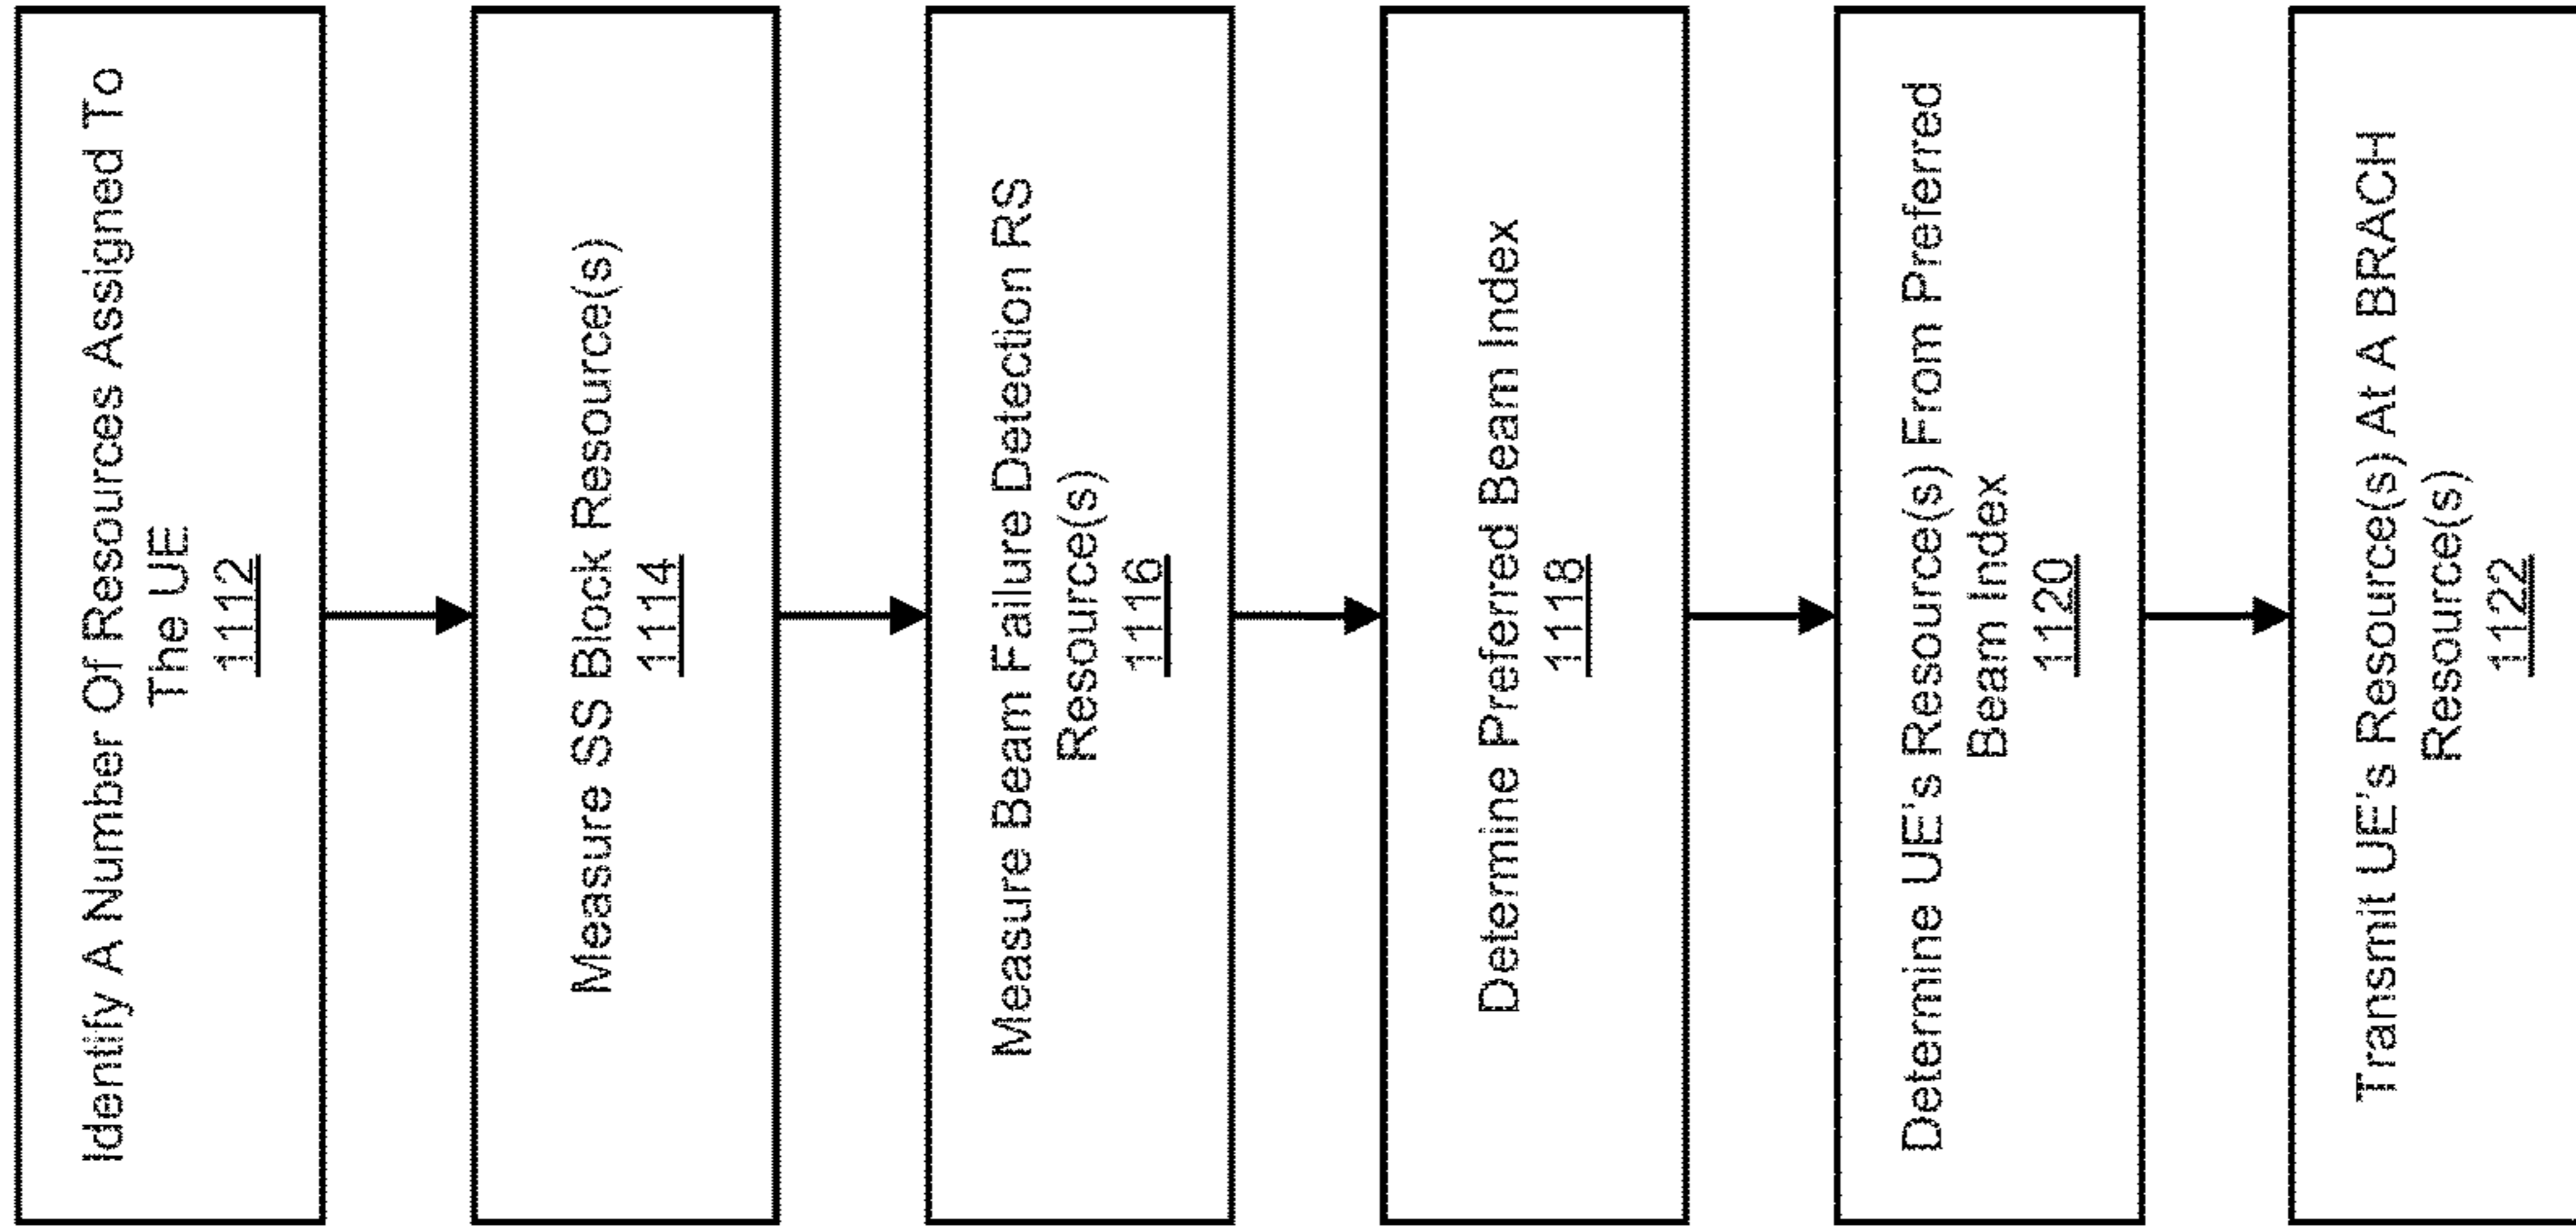 Identify A Number Of Resources Assigned To
The UE
1112
Measure SS Block Resource(s)
1114
Measure Beam Failure Detection RS
Resource(s)
1116
Determine Preferred Beam Index
1118
Determine UE's Resource(s) From Preferred
Beam Index
1120
Transmit UE's Resource(s) At A BRACH
Resource(s)
1122